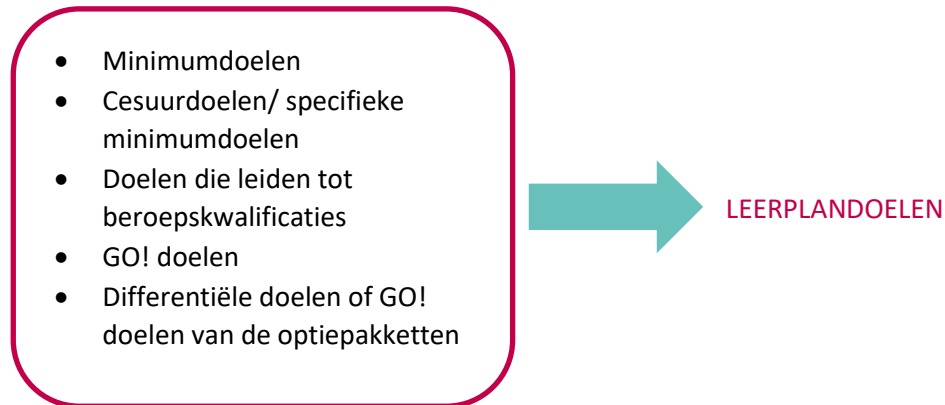 • Minimumdoelen
• Cesuurdoelen/ specifieke
minimumdoelen
• Doelen die leiden tot
beroepskwalificaties
• GO! doelen
• Differentiële doelen of GO!
doelen van de optiepakketten
LEERPLANDOELEN